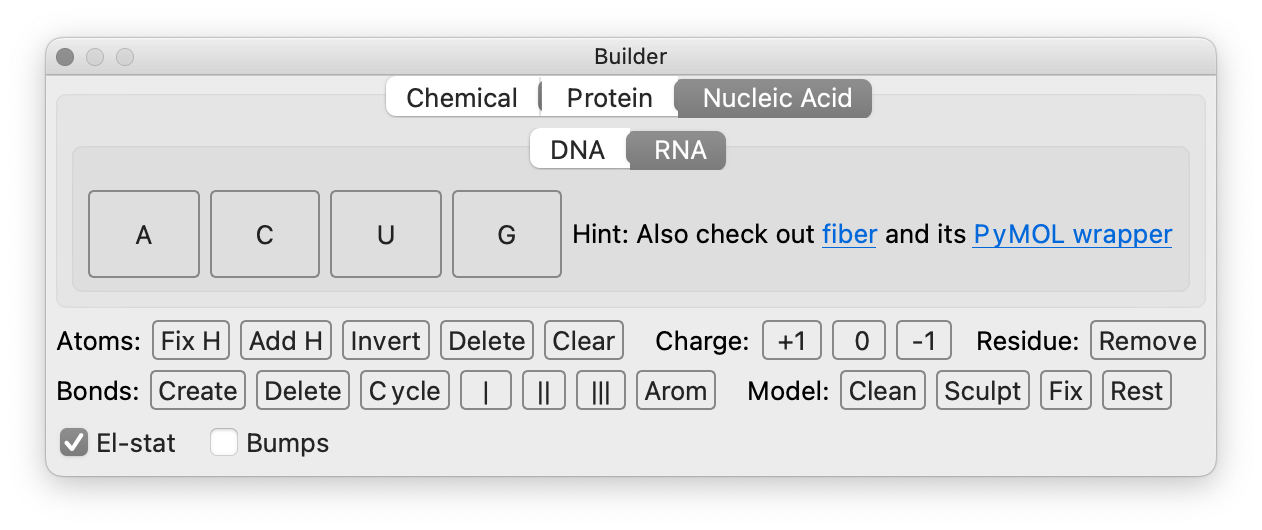 Builder
Chemical Protein Nucleic Acid
DNA RNA
A C U G Hint: Also check out fiber and its PyMOL wrapper
Atoms: Fix H Add H Invert Delete Clear Charge: +1 0 -1 Residue: Remove
Bonds: Create Delete Cycle | || ||| Arom Model: Clean Sculpt Fix Rest
El-stat Bumps